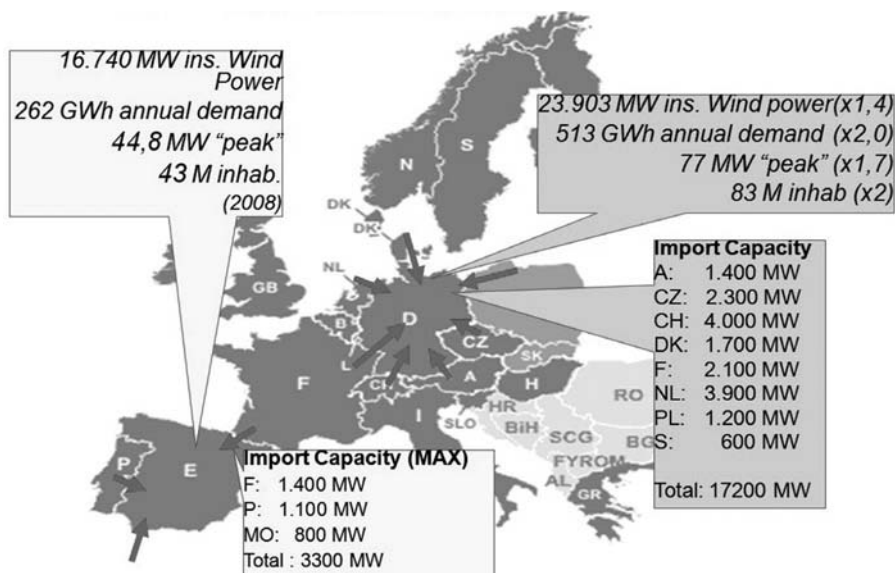 16.740 MW ins. Wind
Power
262 GWh annual demand
44,8 MW “peak”
43 M inhab.
(2008)
23.903 MW ins. Wind power(x1,4)
513 GWh annual demand (x2,0)
77 MW “peak” (x1,7)
83 M inhab (x2)
N
S
DK
DK
NL
GB
B
D
L
CZ
SK
F
CH
A
H
I
SLO
HR
BiH
SCG
RO
BG
FYROM
AL
GR
P
E
Import Capacity
A: 1.400 MW
CZ: 2.300 MW
CH: 4.000 MW
DK: 1.700 MW
F: 2.100 MW
NL: 3.900 MW
PL: 1.200 MW
S: 600 MW
Total: 17200 MW
Import Capacity (MAX)
F: 1.400 MW
P: 1.100 MW
MO: 800 MW
Total : 3300 MW